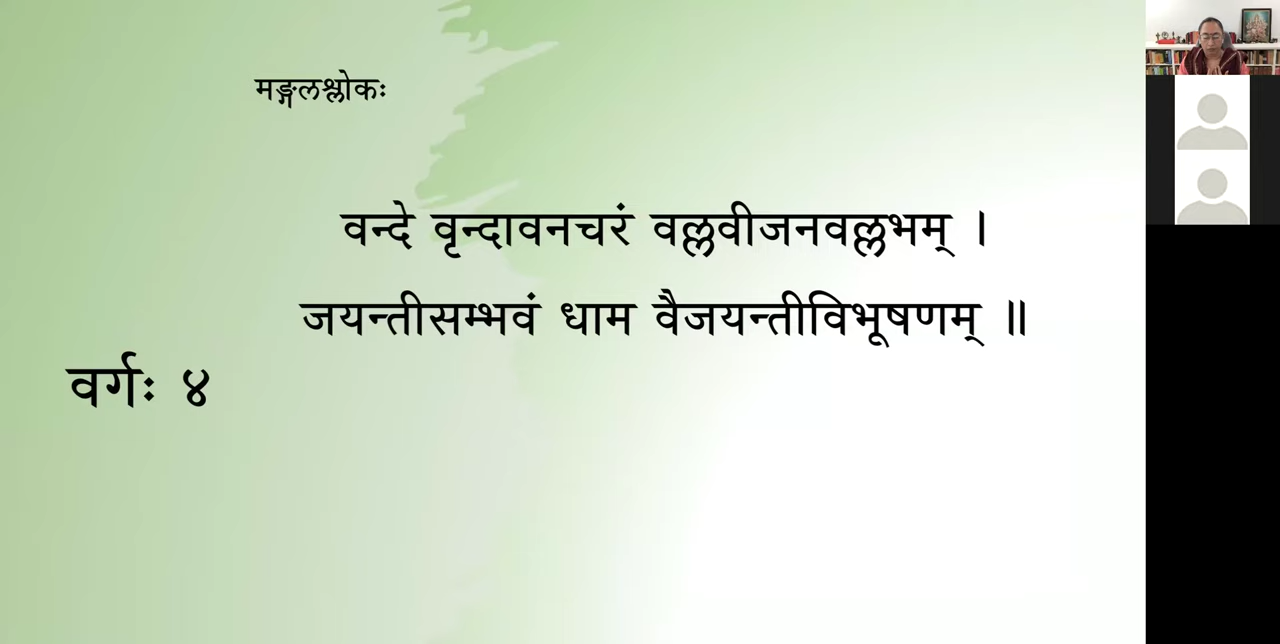 मङ्गलश्लोकः
वन्दे वृन्दावनचरं वल्लवीजनवल्लभम् ।
जयन्तीसम्भवं धाम वैजयन्तीविभूषणम् ॥
वर्गः ४